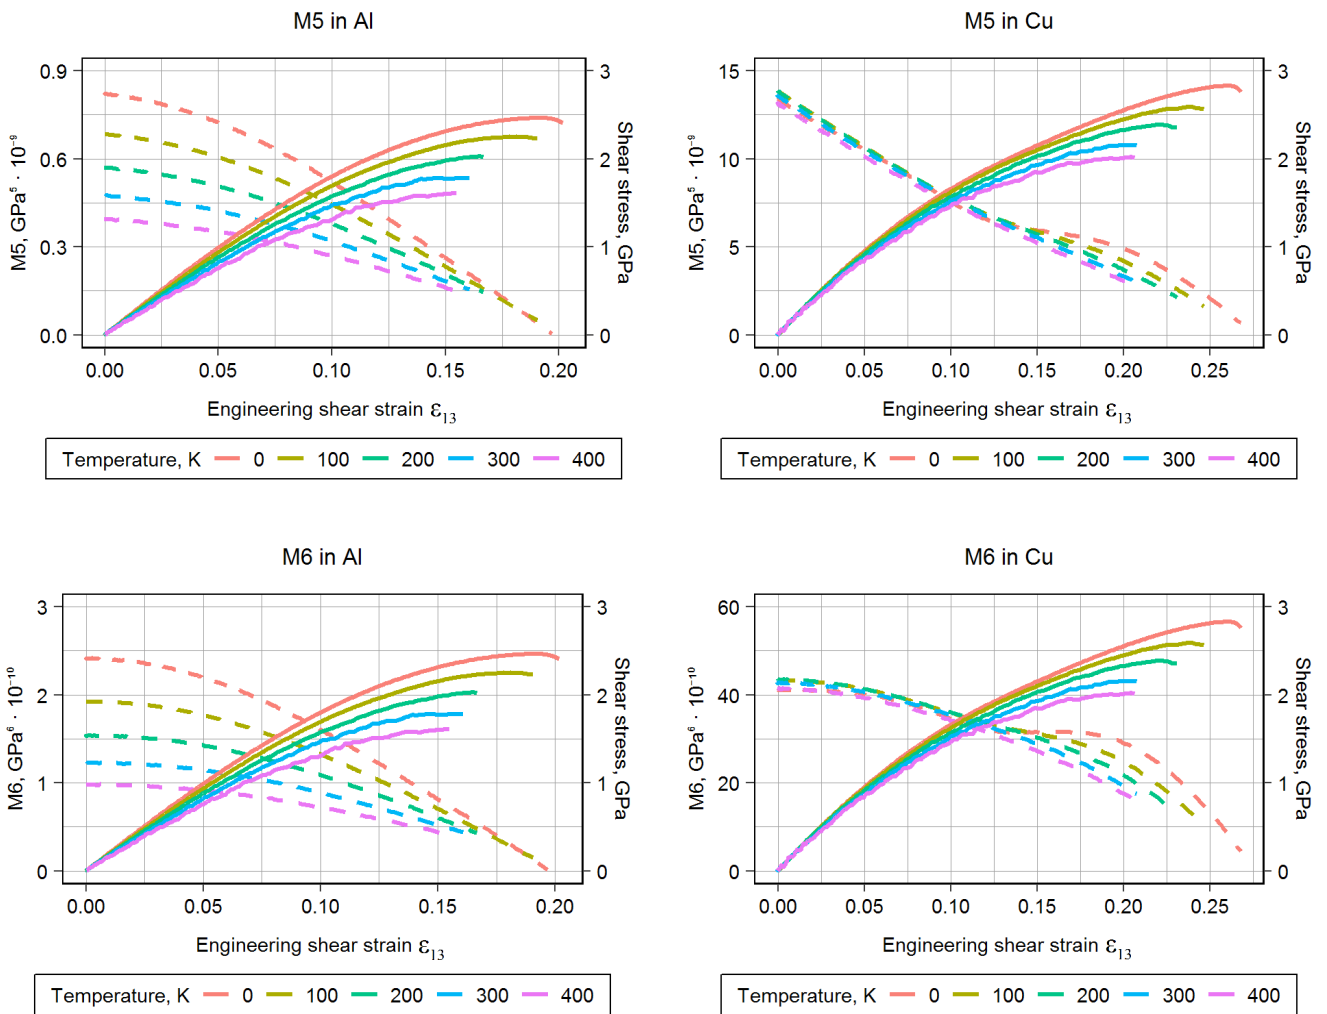 M5 in Al
0.9
0.6
0.3
0.0
M5, GPa⁵ · 10⁻⁹
3
2
1
0
Shear stress, GPa
0.00 0.05 0.10 0.15 0.20
Engineering shear strain ε₁₃
Temperature, K 0 100 200 300 400
M5 in Cu
15
10
5
0
M5, GPa⁵ · 10⁻⁹
3
2
1
0
Shear stress, GPa
0.00 0.05 0.10 0.15 0.20 0.25
Engineering shear strain ε₁₃
Temperature, K 0 100 200 300 400
M6 in Al
3
2
1
0
M6, GPa⁶ · 10⁻¹⁰
3
2
1
0
Shear stress, GPa
0.00 0.05 0.10 0.15 0.20
Engineering shear strain ε₁₃
Temperature, K 0 100 200 300 400
M6 in Cu
60
40
20
0
M6, GPa⁶ · 10⁻¹⁰
3
2
1
0
Shear stress, GPa
0.00 0.05 0.10 0.15 0.20 0.25
Engineering shear strain ε₁₃
Temperature, K 0 100 200 300 400